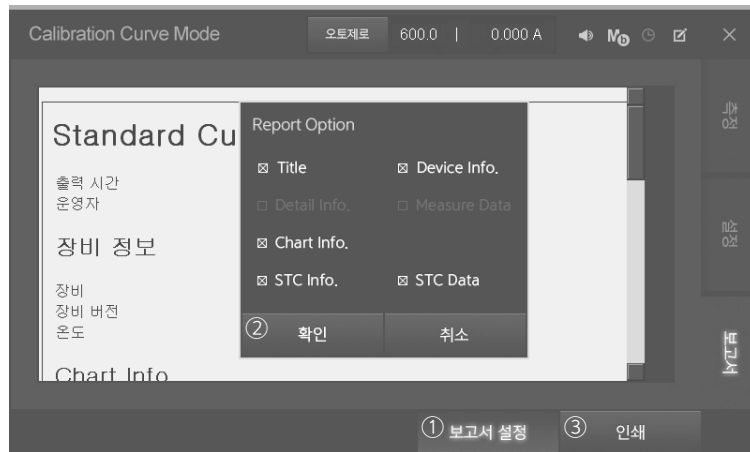 Calibration Curve Mode
오토제로
600.0 | 0.000 A
Mb
측정
설정
보고서
Standard Cu
출력 시간
운영자
장비 정보
장비
장비 버전
온도
Chart Info
Report Option
☒ Title
☒ Device Info.
☐ Detail Info.
☐ Measure Data
☒ Chart Info.
☒ STC Info.
☒ STC Data
② 확인
취소
① 보고서 설정
③ 인쇄